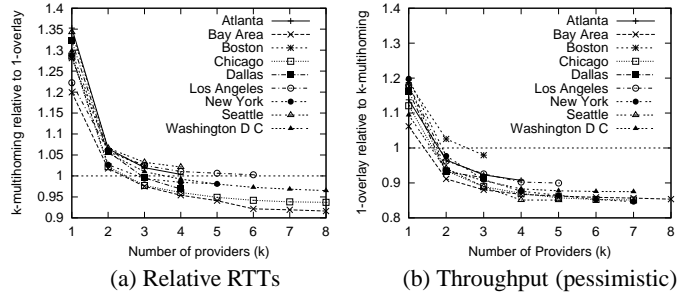 k-multihoming relative to 1-overlay
1.4
1.35
1.3
1.25
1.2
1.15
1.1
1.05
1
0.95
0.9
1 2 3 4 5 6 7 8
Number of providers (k)
Atlanta
Bay Area
Boston
Chicago
Dallas
Los Angeles
New York
Seattle
Washington D C
(a) Relative RTTs
1-overlay relative to k-multihoming
1.5
1.4
1.3
1.2
1.1
1
0.9
0.8
1 2 3 4 5 6 7 8
Number of Providers (k)
Atlanta
Bay Area
Boston
Chicago
Dallas
Los Angeles
New York
Seattle
Washington D C
(b) Throughput (pessimistic)